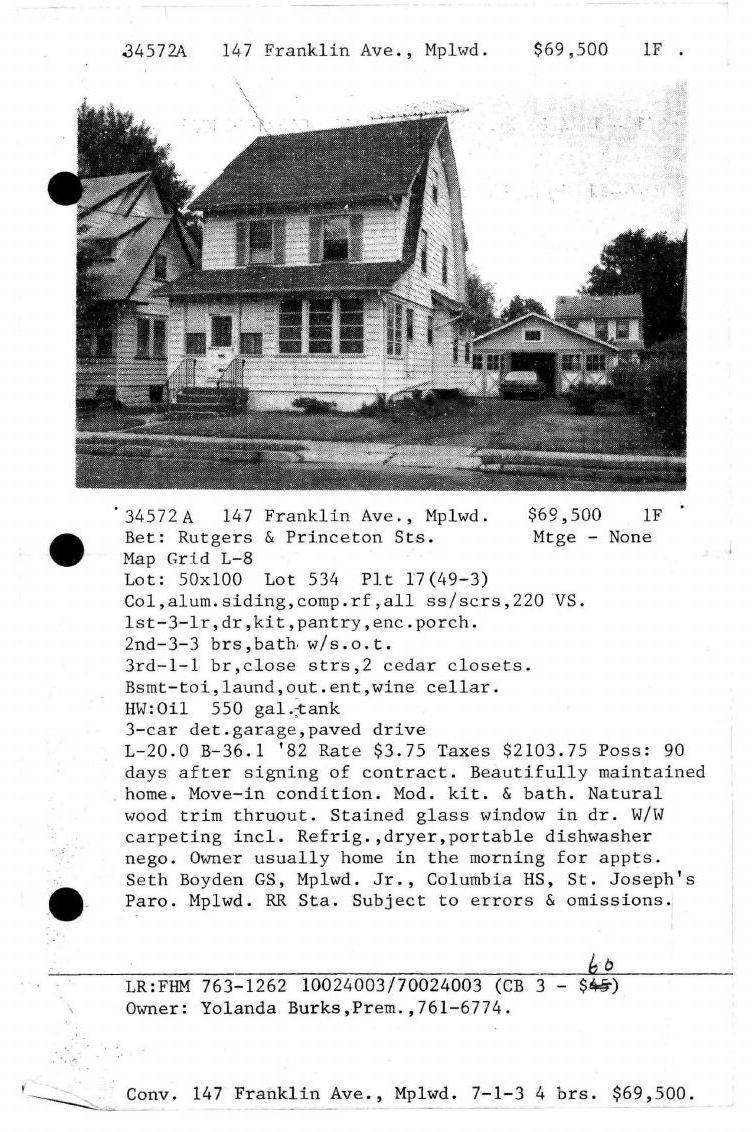 34572A 147 Franklin Ave., Mplwd. $69,500 1F .
34572A 147 Franklin Ave., Mplwd. $69,500 1F
Bet: Rutgers & Princeton Sts. Mtge - None
Map Grid L-8
Lot: 50x100 Lot 534 Plt 17(49-3)
Col,alum.siding,comp.rf,all ss/scrs,220 VS.
1st-3-lr,dr,kit,pantry,enc.porch.
2nd-3-3 brs,bath w/s.o.t.
3rd-1-1 br,close strs,2 cedar closets.
Bsmt-toi,laund,out.ent,wine cellar.
HW:Oil 550 gal.tank
3-car det.garage,paved drive
L-20.0 B-36.1 '82 Rate $3.75 Taxes $2103.75 Poss: 90
days after signing of contract. Beautifully maintained
home. Move-in condition. Mod. kit. & bath. Natural
wood trim thruout. Stained glass window in dr. W/W
carpeting incl. Refrig.,dryer,portable dishwasher
nego. Owner usually home in the morning for appts.
Seth Boyden GS, Mplwd. Jr., Columbia HS, St. Joseph's
Paro. Mplwd. RR Sta. Subject to errors & omissions.
60
LR:FHM 763-1262 10024003/70024003 (CB 3 - $45)
Owner: Yolanda Burks,Prem.,761-6774.
Conv. 147 Franklin Ave., Mplwd. 7-1-3 4 brs. $69,500.